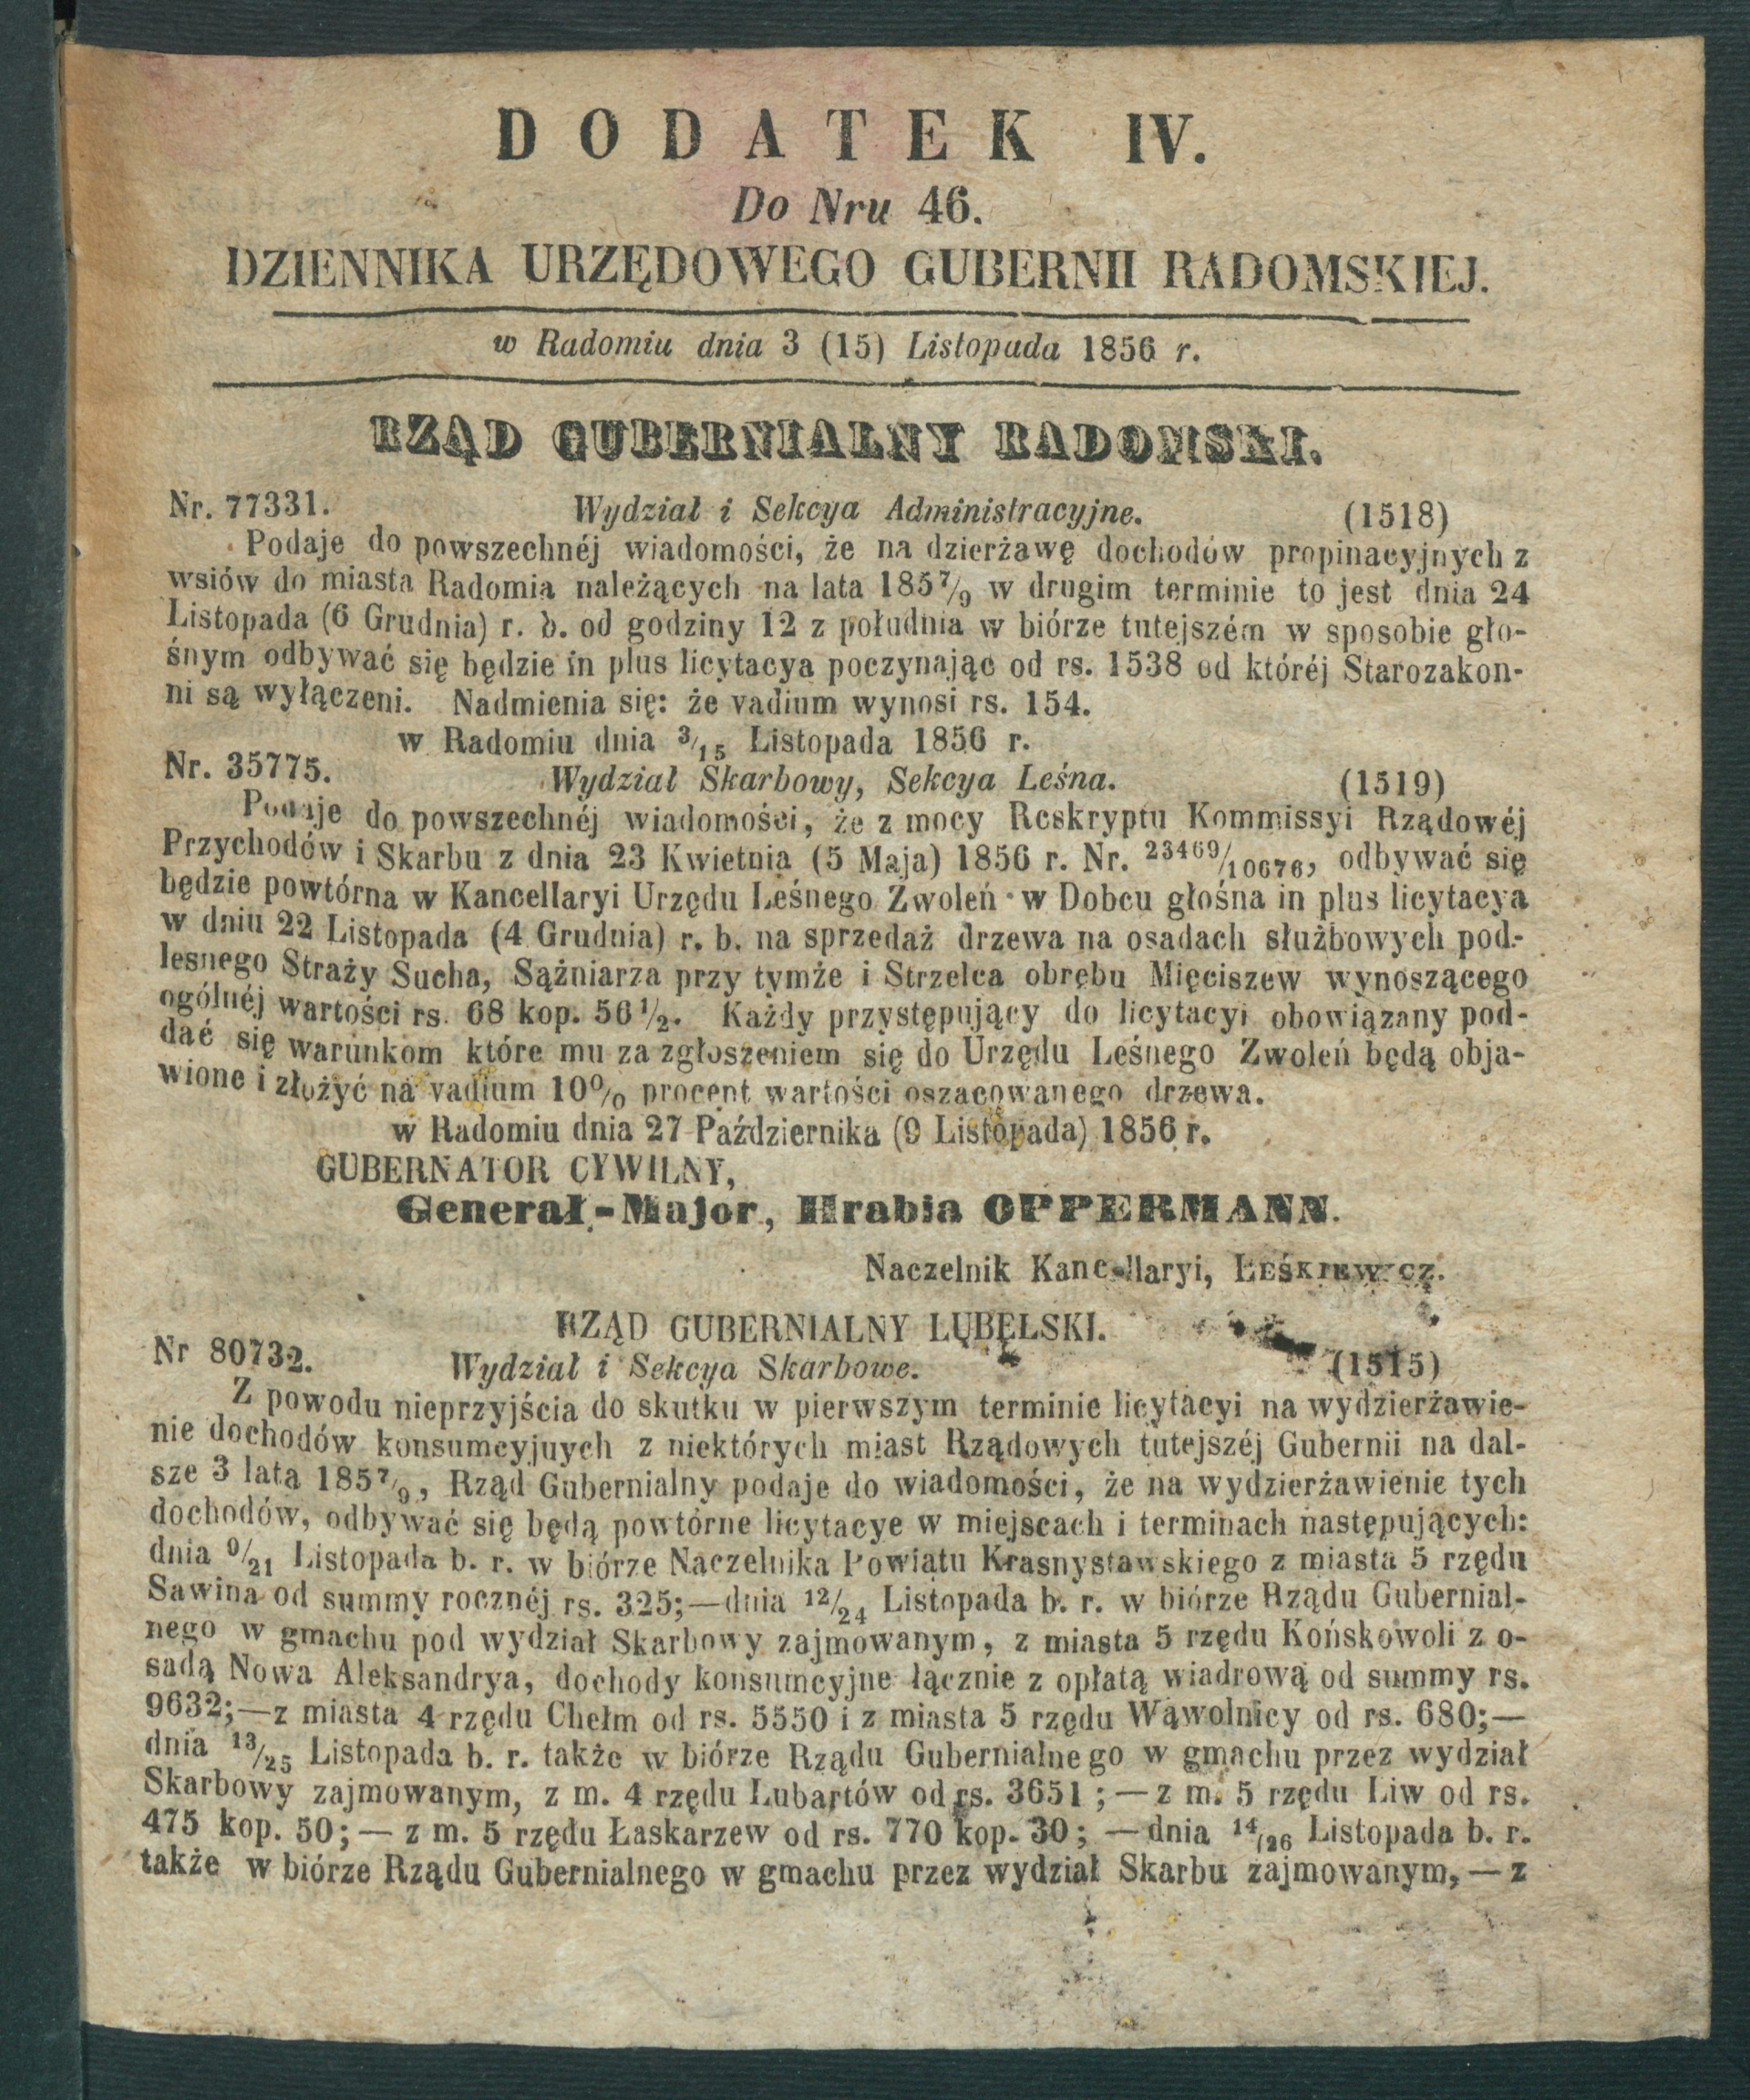 DODATEK IV.
Do Nru 46.
DZIENNIKA URZĘDOWEGO GUBERNII RADOMSKIEJ.
w Radomiu dnia 3 (15) Listopada 1856 r.
RZĄD GUBERNIALNY RADOMSKI.
Nr. 77331. Wydział i Sekcya Administracyjne. (1518)
Podaje do powszechnéj wiadomości, że na dzierżawę dochodów propinacyjnych z
wsiów do miasta Radomia należących na lata 185⁷/₉ w drugim terminie to jest dnia 24
Listopada (6 Grudnia) r. b. od godziny 12 z południa w biórze tutejszém w sposobie gło-
śnym odbywać się będzie in plus licytacya poczynając od rs. 1538 od któréj Starozakon-
ni są wyłączeni. Nadmienia się: że vadium wynosi rs. 154.
w Radomiu dnia ³/₁₅ Listopada 1856 r.
Nr. 35775. Wydział Skarbowy, Sekcya Leśna. (1519)
Podaje do powszechnéj wiadomości, że z mocy Reskryptu Kommissyi Rządowéj
Przychodów i Skarbu z dnia 23 Kwietnia (5 Maja) 1856 r. Nr. ²³⁴⁶⁹/₁₀₆₇₆, odbywać się
będzie powtórna w Kancellaryi Urzędu Leśnego Zwoleń w Dobcu głośna in plus licytacya
w dniu 22 Listopada (4 Grudnia) r. b. na sprzedaż drzewa na osadach służbowych pod-
lesnego Straży Sucha, Sążniarza przy tymże i Strzelca obrębu Mięciszew wynoszącego
ogólnéj wartości rs. 68 kop. 56½. Każdy przystępujący do licytacyi obowiązany pod-
dać się warunkom które mu za zgłoszeniem się do Urzędu Leśnego Zwoleń będą obja-
wione i złożyć na vadium 10% procent wartości oszacowanego drzewa.
w Radomiu dnia 27 Października (9 Listopada) 1856 r.
GUBERNATOR CYWILNY,
Generał-Major, Hrabia OPPERMANN.
Naczelnik Kancellaryi, LEŚKIEWICZ.
RZĄD GUBERNIALNY LUBELSKI.
Nr 80732. Wydział i Sekcya Skarbowe. (1515)
Z powodu nieprzyjścia do skutku w pierwszym terminie licytacyi na wydzierżawie-
nie dochodów konsumcyjuych z niektórych miast Rządowych tutejszéj Gubernii na dal-
sze 3 lata 185⁷/₉, Rząd Gubernialny podaje do wiadomości, że na wydzierżawienie tych
dochodów, odbywać się będą powtórne licytacye w miejscach i terminach następujących:
dnia ⁹/₂₁ Listopada b. r. w biórze Naczelnika Powiatu Krasnystawskiego z miasta 5 rzędu
Sawina od summy rocznéj rs. 325;—dnia ¹²/₂₄ Listopada b. r. w biórze Rządu Gubernial-
nego w gmachu pod wydział Skarbowy zajmowanym, z miasta 5 rzędu Końskowoli z o-
sadą Nowa Aleksandrya, dochody konsumcyjne łącznie z opłatą wiadrową od summy rs.
9632;—z miasta 4 rzędu Chełm od rs. 5550 i z miasta 5 rzędu Wąwolnicy od rs. 680;—
dnia ¹³/₂₅ Listopada b. r. także w biórze Rządu Gubernialnego w gmachu przez wydział
Skarbowy zajmowanym, z m. 4 rzędu Lubartów od rs. 3651 ; — z m. 5 rzędu Liw od rs.
475 kop. 50; — z m. 5 rzędu Łaskarzew od rs. 770 kop. 30 ; — dnia ¹⁴/₂₆ Listopada b. r.
także w biórze Rządu Gubernialnego w gmachu przez wydział Skarbu zajmowanym, — z